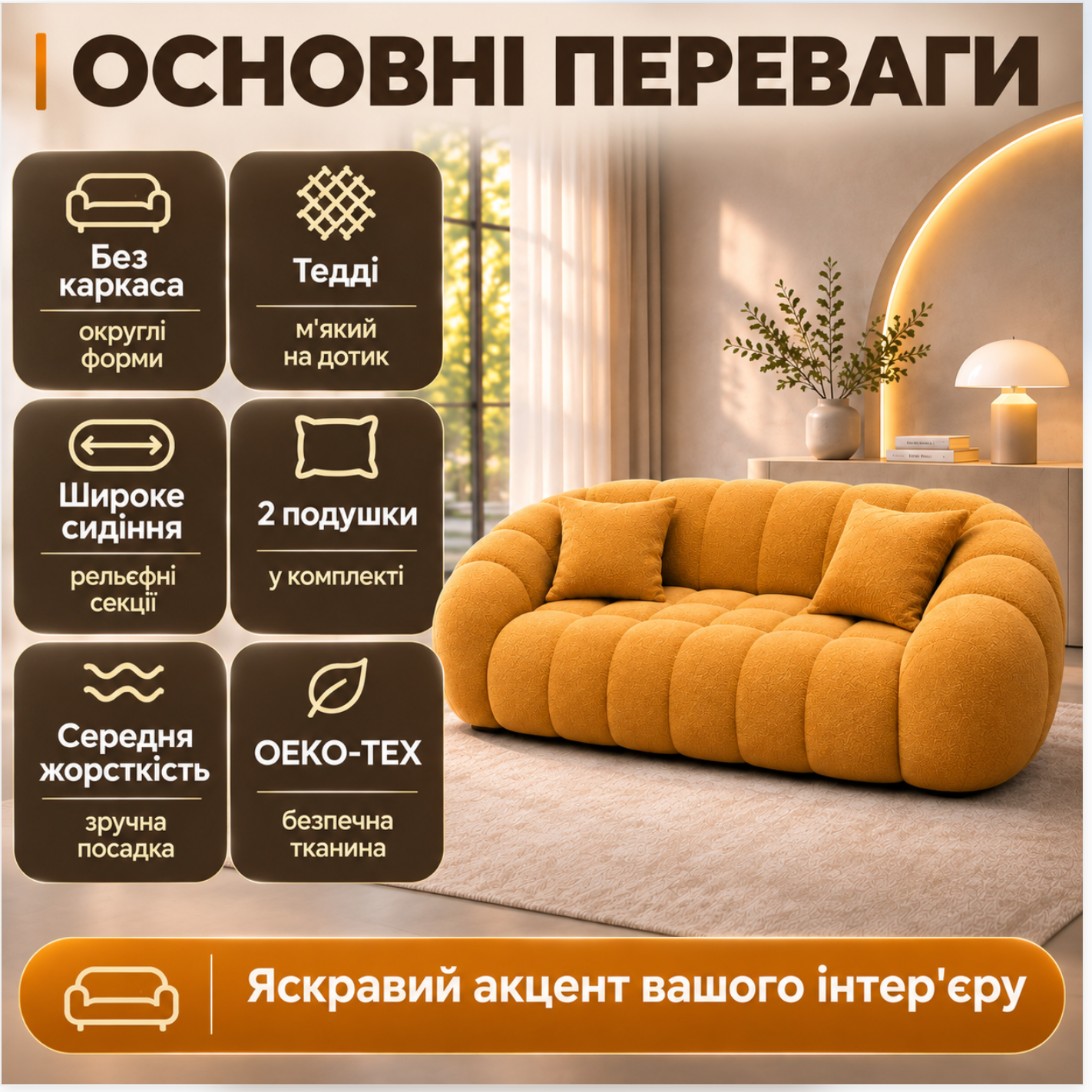 ОСНОВНІ ПЕРЕВАГИ
Без
каркаса
округлі
форми
Тедді
м'який
на дотик
Широке
сидіння
рельєфні
секції
2 подушки
у комплекті
Середня
жорсткість
зручна
посадка
OEKO-TEX
безпечна
тканина
Яскравий акцент вашого інтер'єру